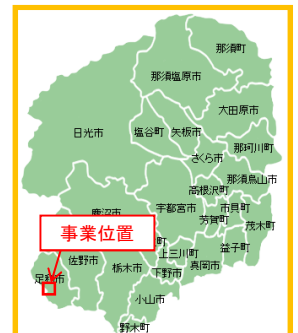 那須町
那須塩原市
大田原市
日光市
塩谷町
矢板市
那珂川町
さくら市
那須烏山市
高根沢町
宇都宮市
市貝町
芳賀町
茂木町
鹿沼市
事業位置
町
上三川町
益子町
真岡市
佐野市
栃木市
下野市
足利市
小山市
野木町